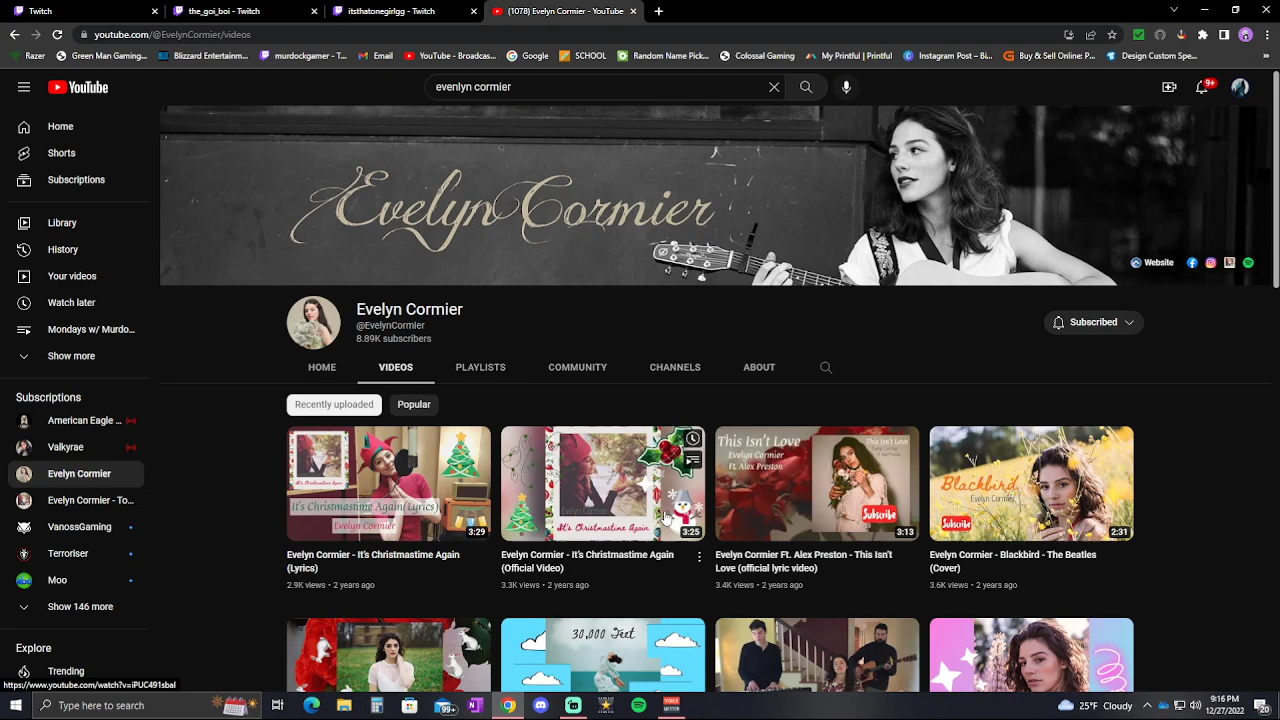 Twitch
the_goi_boi - Twitch
itsthatonegirl - Twitch
(1078) Evelyn Cormier - YouTube
youtube.com/@EvelynCormier/videos
Razer
Green Man Gaming...
Blizzard Entertainm...
murdockgamer - T...
Email
YouTube – Broadcas...
Google
SCHOOL
Random Name Pick...
Colossal Gaming
My Printful | Printful
Instagram Post – Bi...
Buy & Sell Online: P...
Design Custom Spe...
YouTube
evenlyn cormier
9+
Home
Shorts
Subscriptions
Library
History
Your videos
Watch later
Mondays w/ Murdo...
Show more
Subscriptions
American Eagle ...
Valkyrae
Evelyn Cormier
Evelyn Cormier - To...
VanossGaming
Terroriser
Moo
Show 146 more
Explore
Trending
Evelyn Cormier
Website
Evelyn Cormier
@EvelynCormier
8.89K subscribers
Subscribed
HOME
VIDEOS
PLAYLISTS
COMMUNITY
CHANNELS
ABOUT
Recently uploaded
Popular
It's Christmastime Again(Lyrics)
Evelyn Cormier
3:29
Evelyn Cormier - It's Christmastime Again
(Lyrics)
2.9K views • 2 years ago
Evelyn Cormier
It's Christmastime Again
3:25
Evelyn Cormier - It's Christmastime Again
(Official Video)
3.3K views • 2 years ago
This Isn't Love
Evelyn Cormier
Ft. Alex Preston
This Isn't Love
Subscribe
3:13
Evelyn Cormier Ft. Alex Preston - This Isn't
Love (official lyric video)
3.4K views • 2 years ago
Blackbird
Evelyn Cormier
Subscribe
2:31
Evelyn Cormier - Blackbird - The Beatles
(Cover)
3.6K views • 2 years ago
30,000 Feet
https://www.youtube.com/watch?v=iPUC491sbaI
Type here to search
99+
23°F Cloudy
9:16 PM
12/27/2022